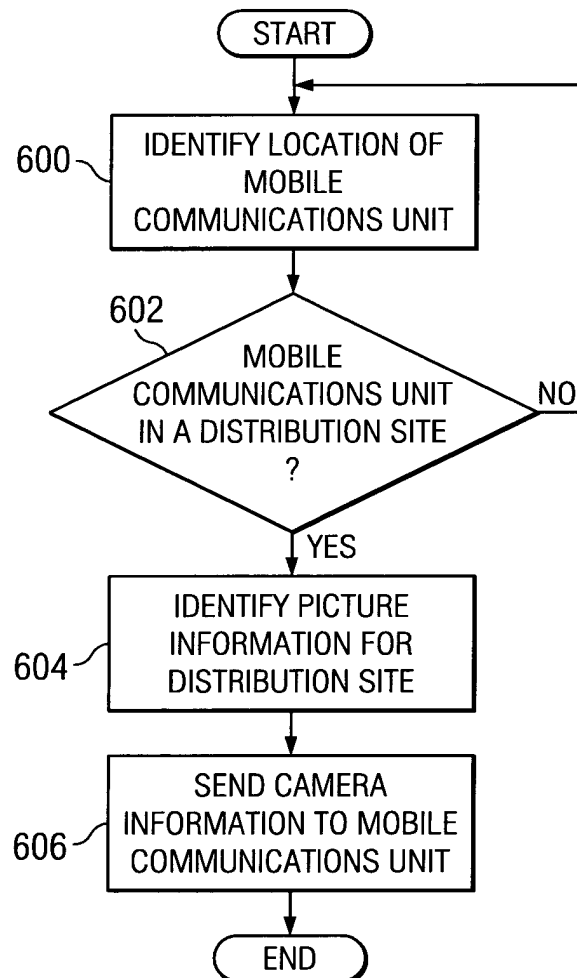 START
600
IDENTIFY LOCATION OF
MOBILE
COMMUNICATIONS UNIT
602
MOBILE
COMMUNICATIONS UNIT
IN A DISTRIBUTION SITE
?
NO
YES
604
IDENTIFY PICTURE
INFORMATION FOR
DISTRIBUTION SITE
606
SEND CAMERA
INFORMATION TO MOBILE
COMMUNICATIONS UNIT
END